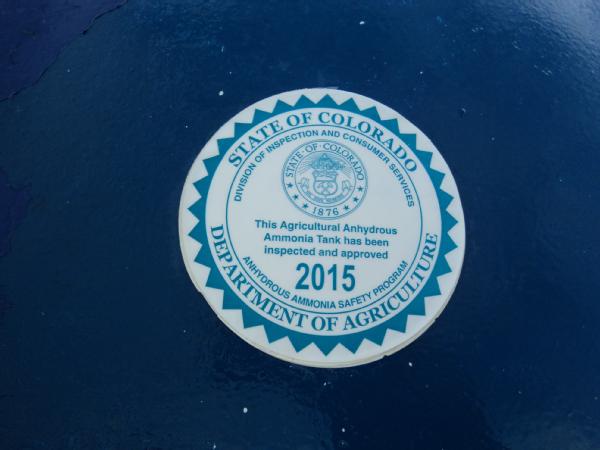 STATE OF COLORADO
DIVISION OF INSPECTION AND CONSUMER SERVICES
STATE OF COLORADO
1876
This Agricultural Anhydrous
Ammonia Tank has been
inspected and approved
2015
ANHYDROUS AMMONIA SAFETY PROGRAM
DEPARTMENT OF AGRICULTURE